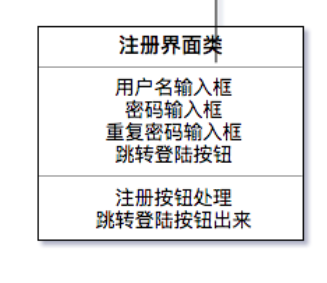 注册界面类
用户名输入框
密码输入框
重复密码输入框
跳转登陆按钮
注册按钮处理
跳转登陆按钮出来